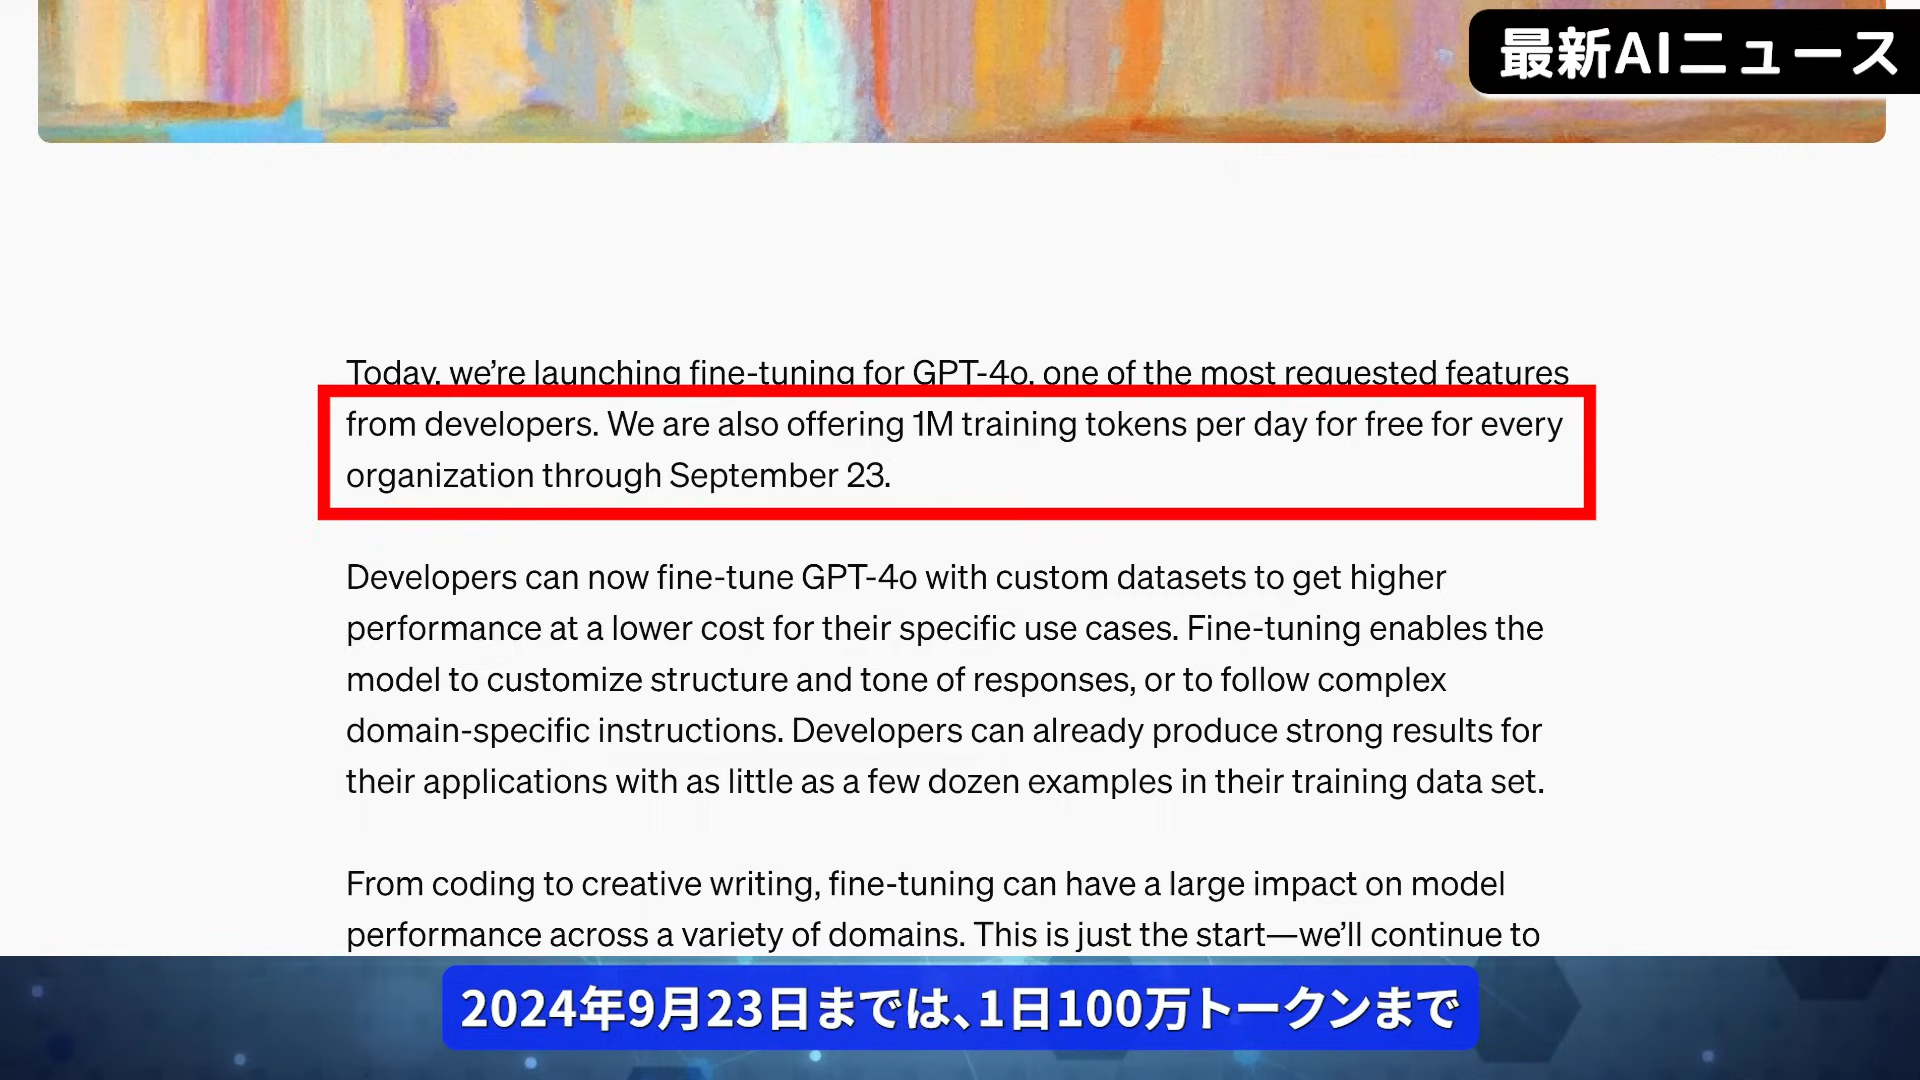 最新AIニュース
Today, we’re launching fine-tuning for GPT-4o, one of the most requested features
from developers. We are also offering 1M training tokens per day for free for every
organization through September 23.
Developers can now fine-tune GPT-4o with custom datasets to get higher
performance at a lower cost for their specific use cases. Fine-tuning enables the
model to customize structure and tone of responses, or to follow complex
domain-specific instructions. Developers can already produce strong results for
their applications with as little as a few dozen examples in their training data set.
From coding to creative writing, fine-tuning can have a large impact on model
performance across a variety of domains. This is just the start—we’ll continue to
2024年9月23日までは、1日100万トークンまで